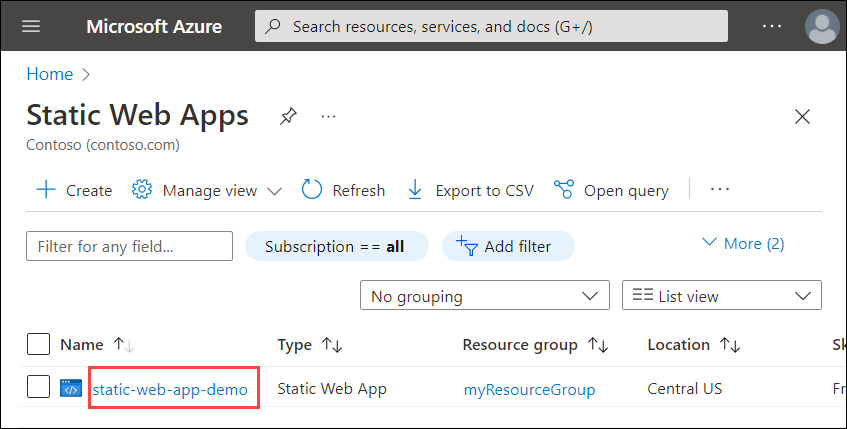 Microsoft Azure Search resources, services, and docs (G+/) ...
Home >
Static Web Apps ...
Contoso (contoso.com)
+ Create Manage view Refresh Export to CSV Open query ...
Filter for any field... Subscription == all Add filter More (2)
No grouping List view
Name ↑↓ Type ↑↓ Resource group ↑↓ Location ↑↓ Sk
static-web-app-demo Static Web App myResourceGroup Central US Fr